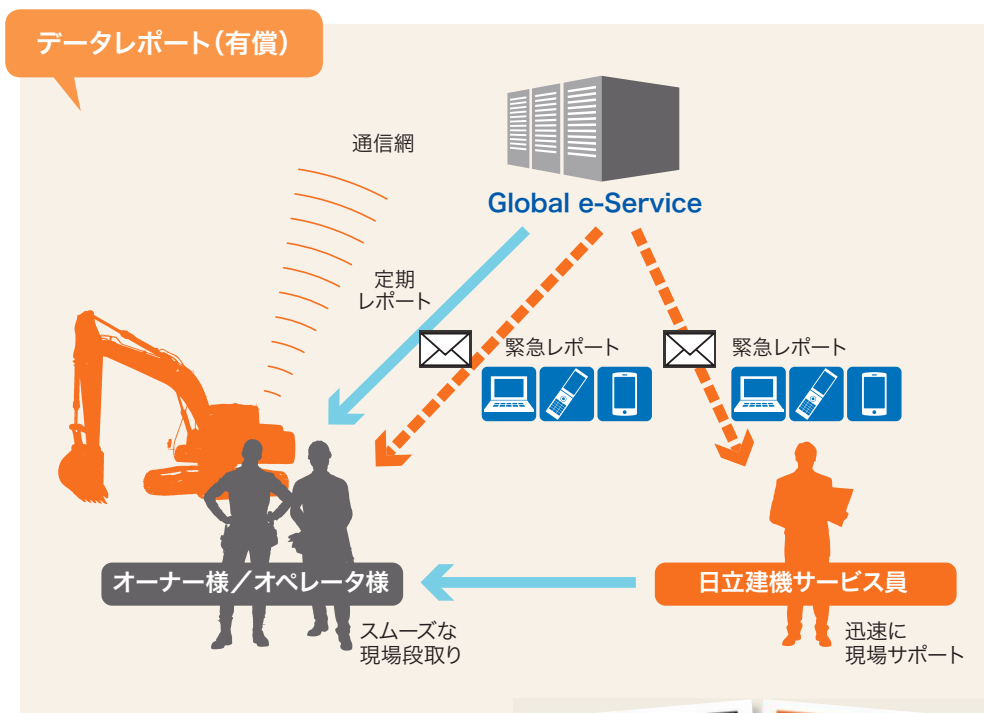 データレポート(有償)
通信網
Global e-Service
定期
レポート
緊急レポート
緊急レポート
オーナー様/オペレータ様
日立建機サービス員
スムーズな
現場段取り
迅速に
現場サポート